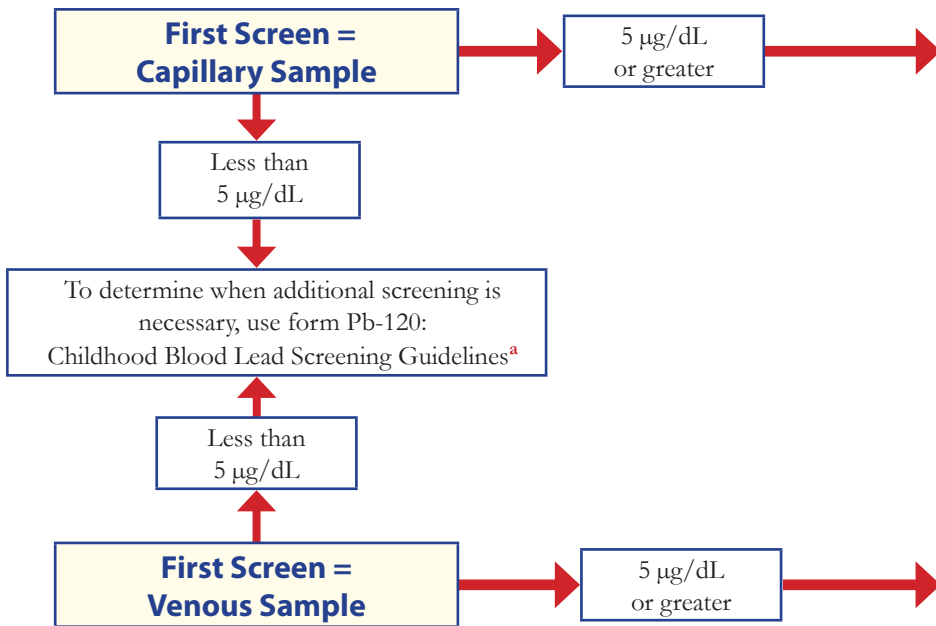 First Screen =
Capillary Sample
5 µg/dL
or greater
Less than
5 µg/dL
To determine when additional screening is
necessary, use form Pb-120:
Childhood Blood Lead Screening Guidelinesᵃ
Less than
5 µg/dL
First Screen =
Venous Sample
5 µg/dL
or greater